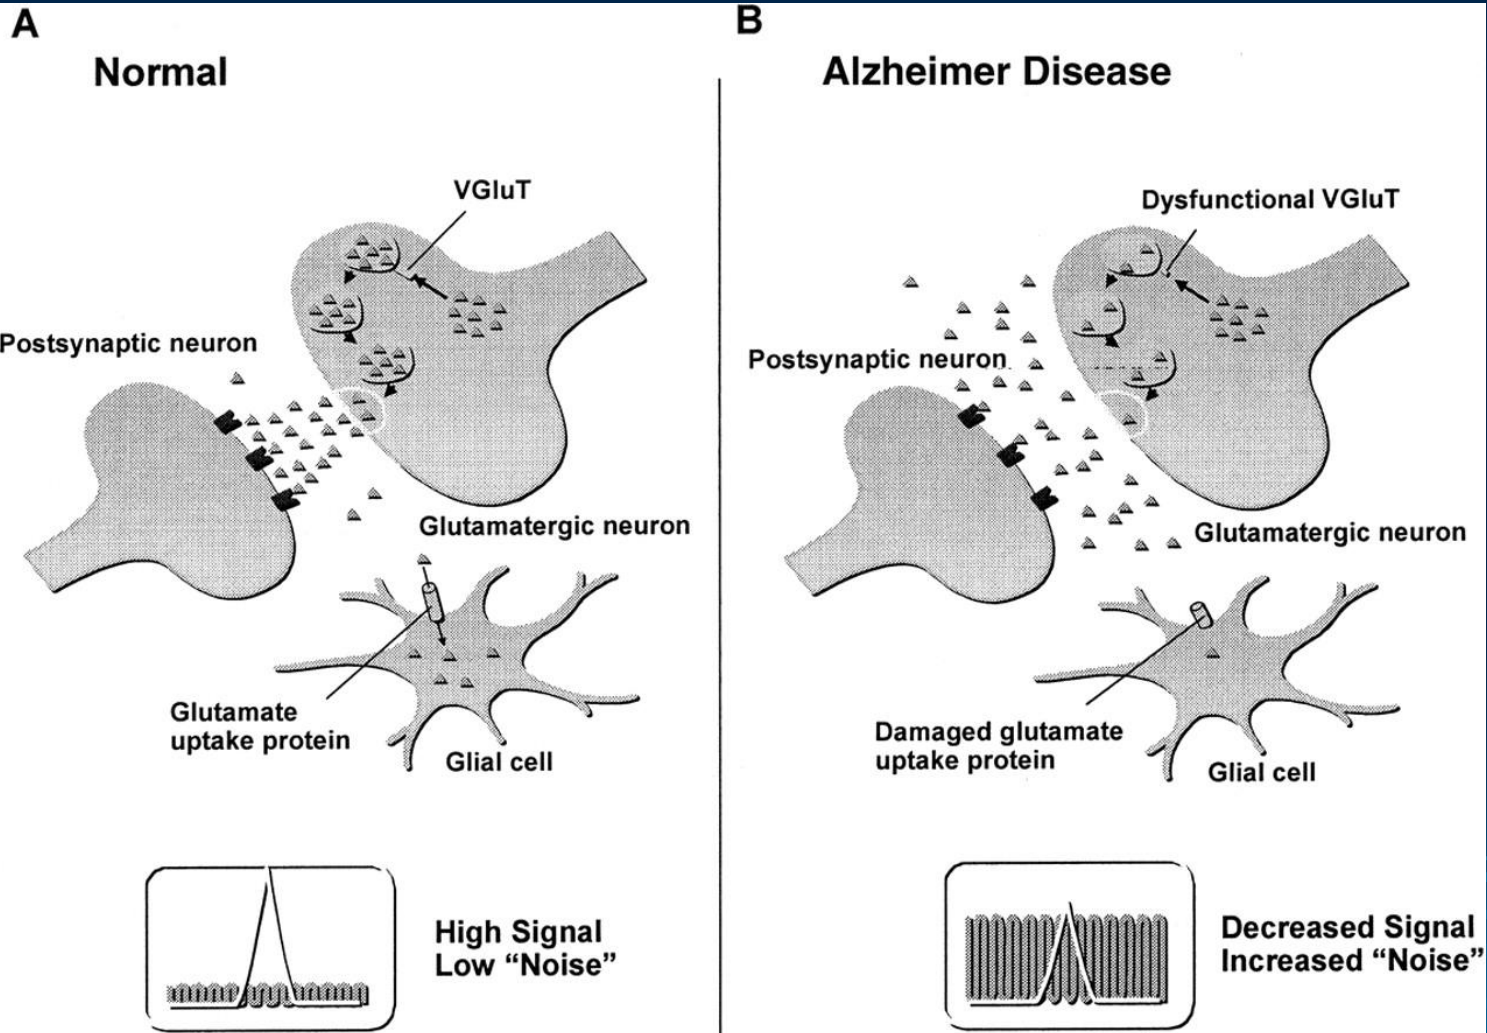 A
Normal
VGluT
Postsynaptic neuron
Glutamatergic neuron
Glutamate
uptake protein
Glial cell
High Signal
Low “Noise”
B
Alzheimer Disease
Dysfunctional VGluT
Postsynaptic neuron
Glutamatergic neuron
Damaged glutamate
uptake protein
Glial cell
Decreased Signal
Increased “Noise”